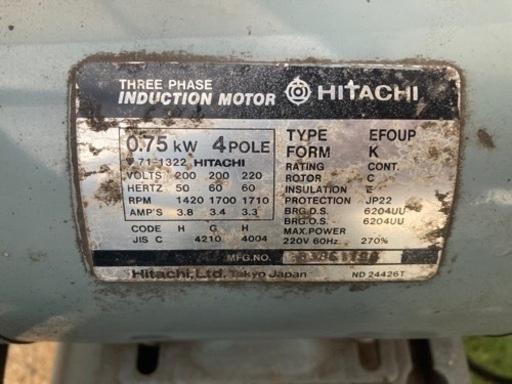 THREE PHASE
INDUCTION MOTOR HITACHI
0.75 kW 4 POLE
71-1322 HITACHI
VOLTS 200 200 220
HERTZ 50 60 60
RPM 1420 1700 1710
AMP'S 3.8 3.4 3.3
CODE H G H
JIS C 4210 4004
TYPE EFOUP
FORM K
RATING CONT.
ROTOR C
INSULATION E
PROTECTION JP22
BRG.D.S. 6204UU
BRG.O.S. 6204UU
MAX.POWER
220V 60Hz 270%
MFG.NO.
Hitachi, Ltd. Tokyo Japan
ND 24426T